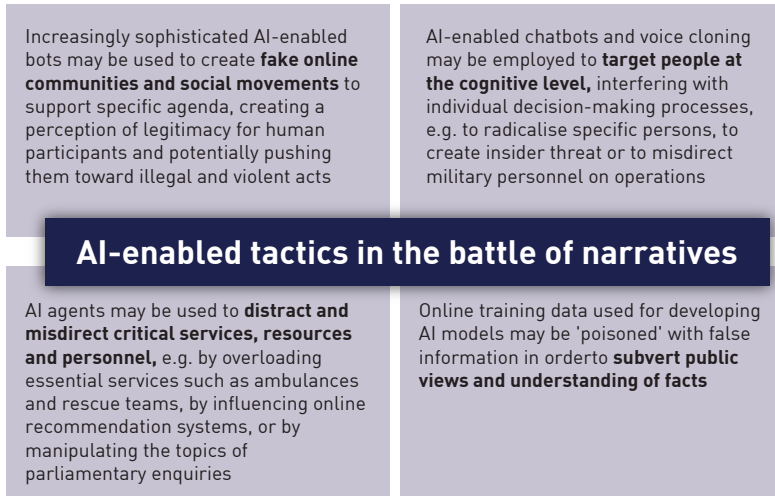 Increasingly sophisticated AI-enabled
bots may be used to create fake online
communities and social movements to
support specific agenda, creating a
perception of legitimacy for human
participants and potentially pushing
them toward illegal and violent acts
AI-enabled chatbots and voice cloning
may be employed to target people at
the cognitive level, interfering with
individual decision-making processes,
e.g. to radicalise specific persons, to
create insider threat or to misdirect
military personnel on operations
AI-enabled tactics in the battle of narratives
AI agents may be used to distract and
misdirect critical services, resources
and personnel, e.g. by overloading
essential services such as ambulances
and rescue teams, by influencing online
recommendation systems, or by
manipulating the topics of
parliamentary enquiries
Online training data used for developing
AI models may be 'poisoned' with false
information in orderto subvert public
views and understanding of facts